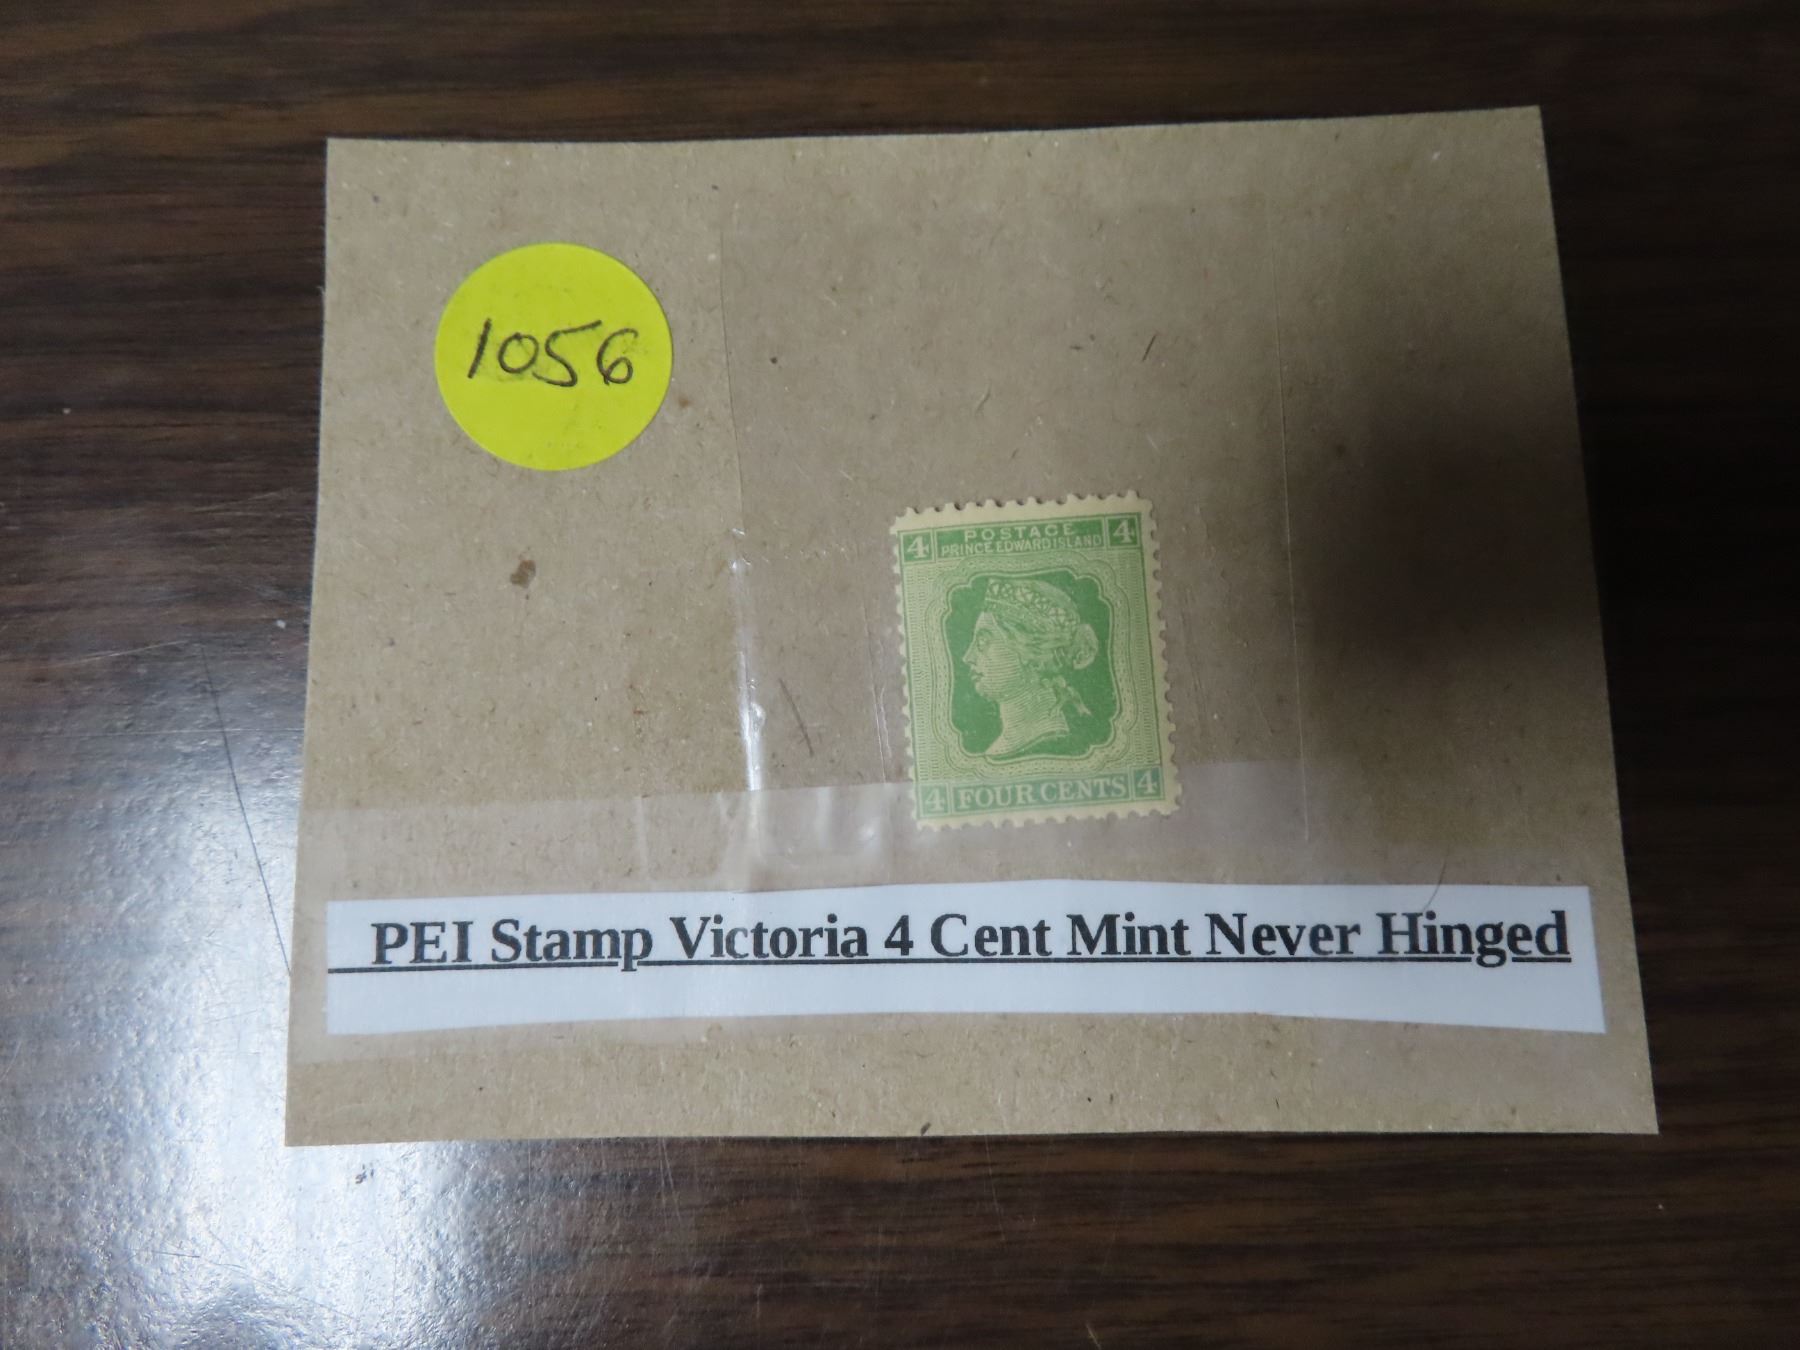 1056
4 POSTAGE 4
PRINCE EDWARD ISLAND
4 FOUR CENTS 4
PEI Stamp Victoria 4 Cent Mint Never Hinged